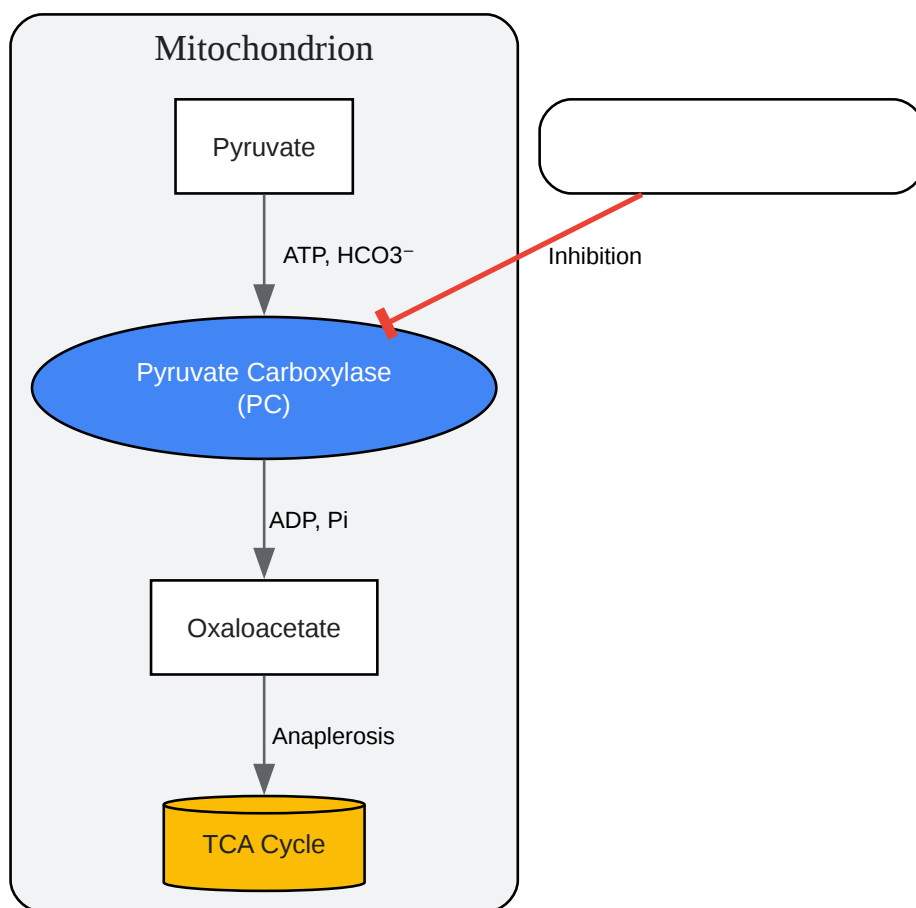 Mitochondrion
Pyruvate
ATP, HCO3⁻
Inhibition
Pyruvate Carboxylase
(PC)
ADP, Pi
Oxaloacetate
Anaplerosis
TCA Cycle